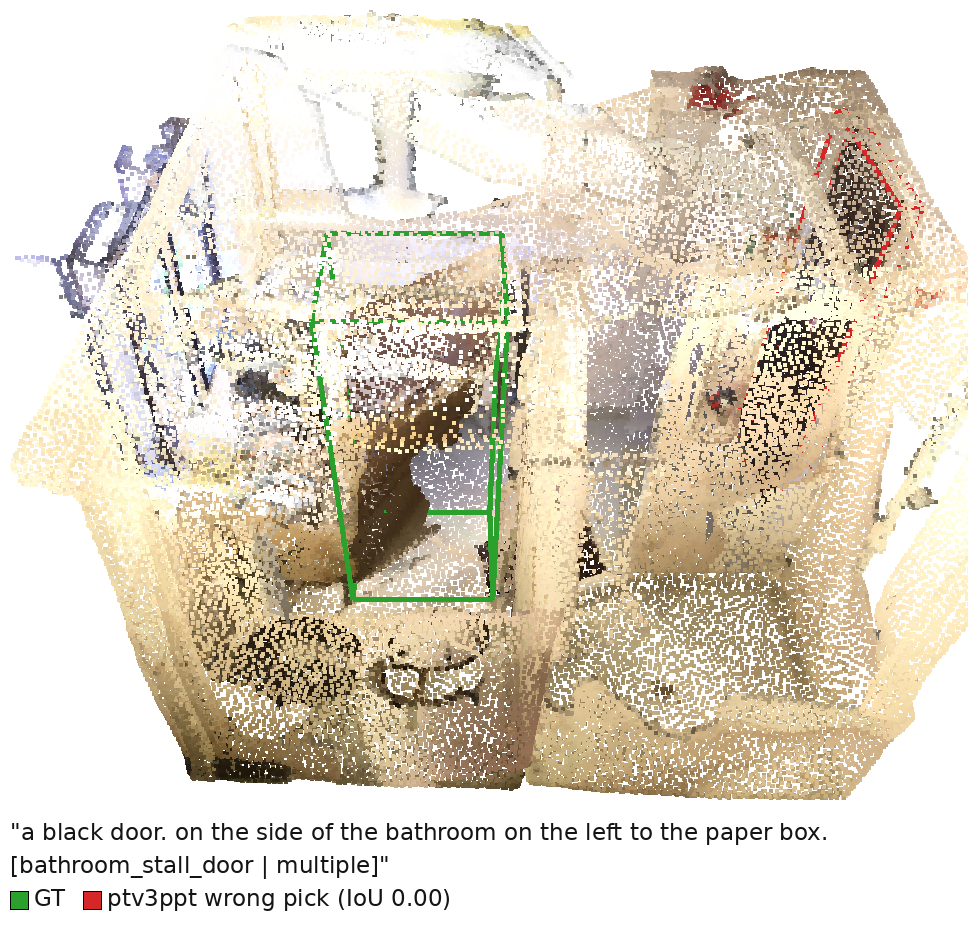 "a black door. on the side of the bathroom on the left to the paper box.
[bathroom_stall_door | multiple]"
GT ptv3ppt wrong pick (IoU 0.00)